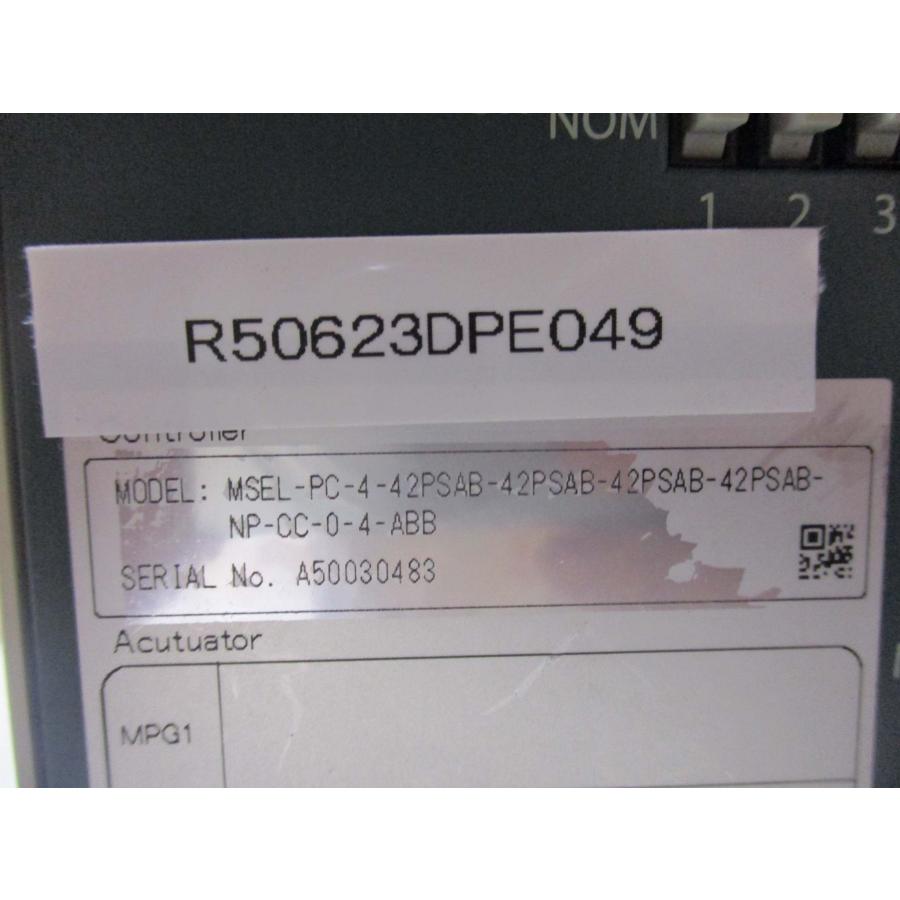 NOM
1 2 3
R50623DPE049
Controller
MODEL: MSEL-PC-4-42PSAB-42PSAB-42PSAB-42PSAB-
NP-CC-0-4-ABB
SERIAL No. A50030483
Acutuator
MPG1